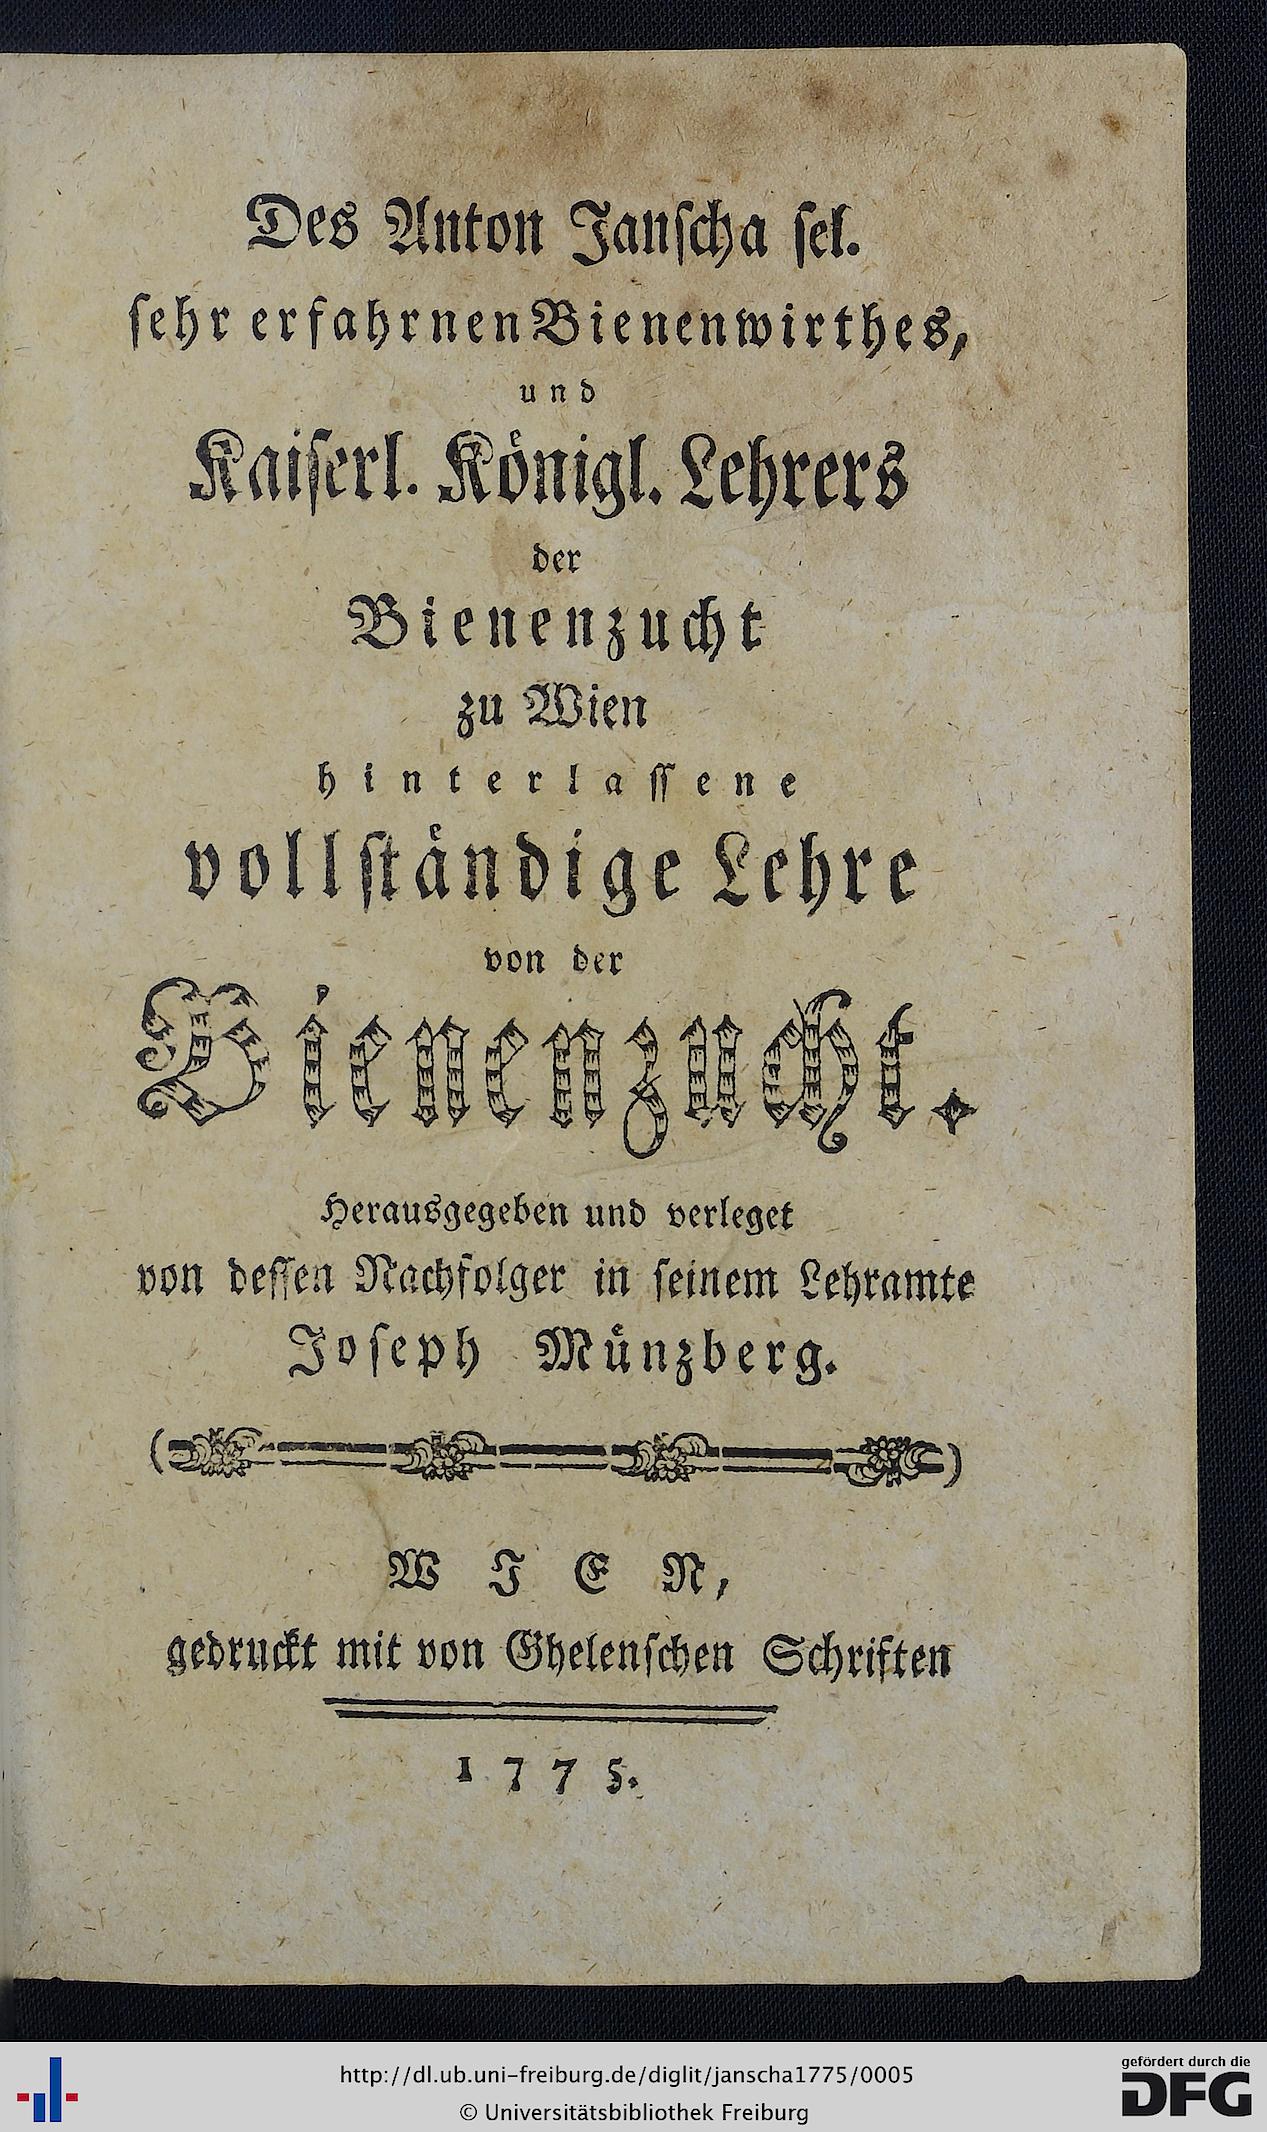 Des Anton Janscha sel.
sehr erfahrnen Bienenwirthes,
und
Kaiserl. Königl. Lehrers
der
Bienenzucht
zu Wien
hinterlassene
vollständige Lehre
von der
Bienenzucht.
Herausgegeben und verleget
von dessen Nachfolger in seinem Lehramte
Joseph Münzberg.
WIEN,
gedruckt mit von Ghelenschen Schriften
1775.
http://dl.ub.uni-freiburg.de/diglit/janscha1775/0005
© Universitätsbibliothek Freiburg
gefördert durch die
DFG